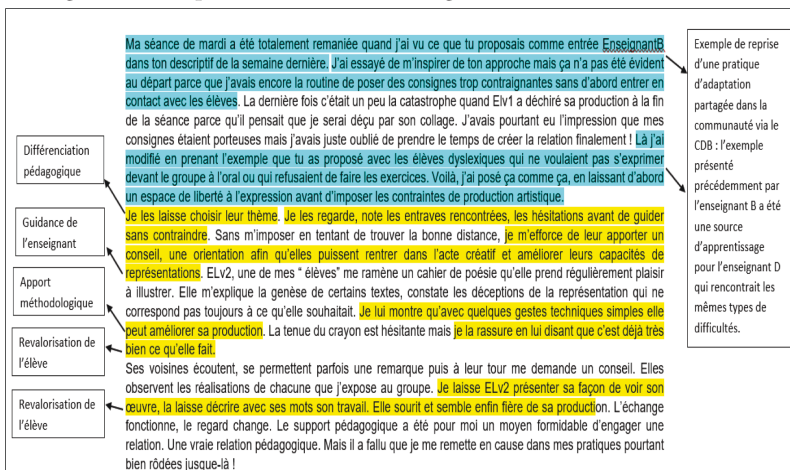 Ma séance de mardi a été totalement remaniée quand j'ai vu ce que tu proposais comme entrée EnseignantB
dans ton descriptif de la semaine dernière. J'ai essayé de m'inspirer de ton approche mais ça n'a pas été évident
au départ parce que j'avais encore la routine de poser des consignes trop contraignantes sans d'abord entrer en
contact avec les élèves. La dernière fois c'était un peu la catastrophe quand Elv1 a déchiré sa production à la fin
de la séance parce qu'il pensait que je serai déçu par son collage. J'avais pourtant eu l'impression que mes
consignes étaient porteuses mais j'avais juste oublié de prendre le temps de créer la relation finalement ! Là j'ai
modifié en prenant l'exemple que tu as proposé avec les élèves dyslexiques qui ne voulaient pas s'exprimer
devant le groupe à l'oral ou qui refusaient de faire les exercices. Voilà, j'ai posé ça comme ça, en laissant d'abord
un espace de liberté à l'expression avant d'imposer les contraintes de production artistique.
Je les laisse choisir leur thème. Je les regarde, note les entraves rencontrées, les hésitations avant de guider
sans contraindre. Sans m'imposer en tentant de trouver la bonne distance, je m'efforce de leur apporter un
conseil, une orientation afin qu'elles puissent rentrer dans l'acte créatif et améliorer leurs capacités de
représentations. ELv2, une de mes “ élèves” me ramène un cahier de poésie qu'elle prend régulièrement plaisir
à illustrer. Elle m'explique la genèse de certains textes, constate les déceptions de la représentation qui ne
correspond pas toujours à ce qu'elle souhaitait. Je lui montre qu'avec quelques gestes techniques simples elle
peut améliorer sa production. La tenue du crayon est hésitante mais je la rassure en lui disant que c'est déjà très
bien ce qu'elle fait.
Ses voisines écoutent, se permettent parfois une remarque puis à leur tour me demande un conseil. Elles
observent les réalisations de chacune que j'expose au groupe. Je laisse ELv2 présenter sa façon de voir son
œuvre, la laisse décrire avec ses mots son travail. Elle sourit et semble enfin fière de sa production. L'échange
fonctionne, le regard change. Le support pédagogique a été pour moi un moyen formidable d'engager une
relation. Une vraie relation pédagogique. Mais il a fallu que je me remette en cause dans mes pratiques pourtant
bien rôdées jusque-là !
Différenciation
pédagogique
Guidance de
l'enseignant
Apport
méthodologique
Revalorisation de
l'élève
Revalorisation de
l'élève
Exemple de reprise
d'une pratique
d'adaptation
partagée dans la
communauté via le
CDB : l'exemple
présenté
précédemment par
l'enseignant B a été
une source
d'apprentissage
pour l'enseignant D
qui rencontrait les
mêmes types de
difficultés.